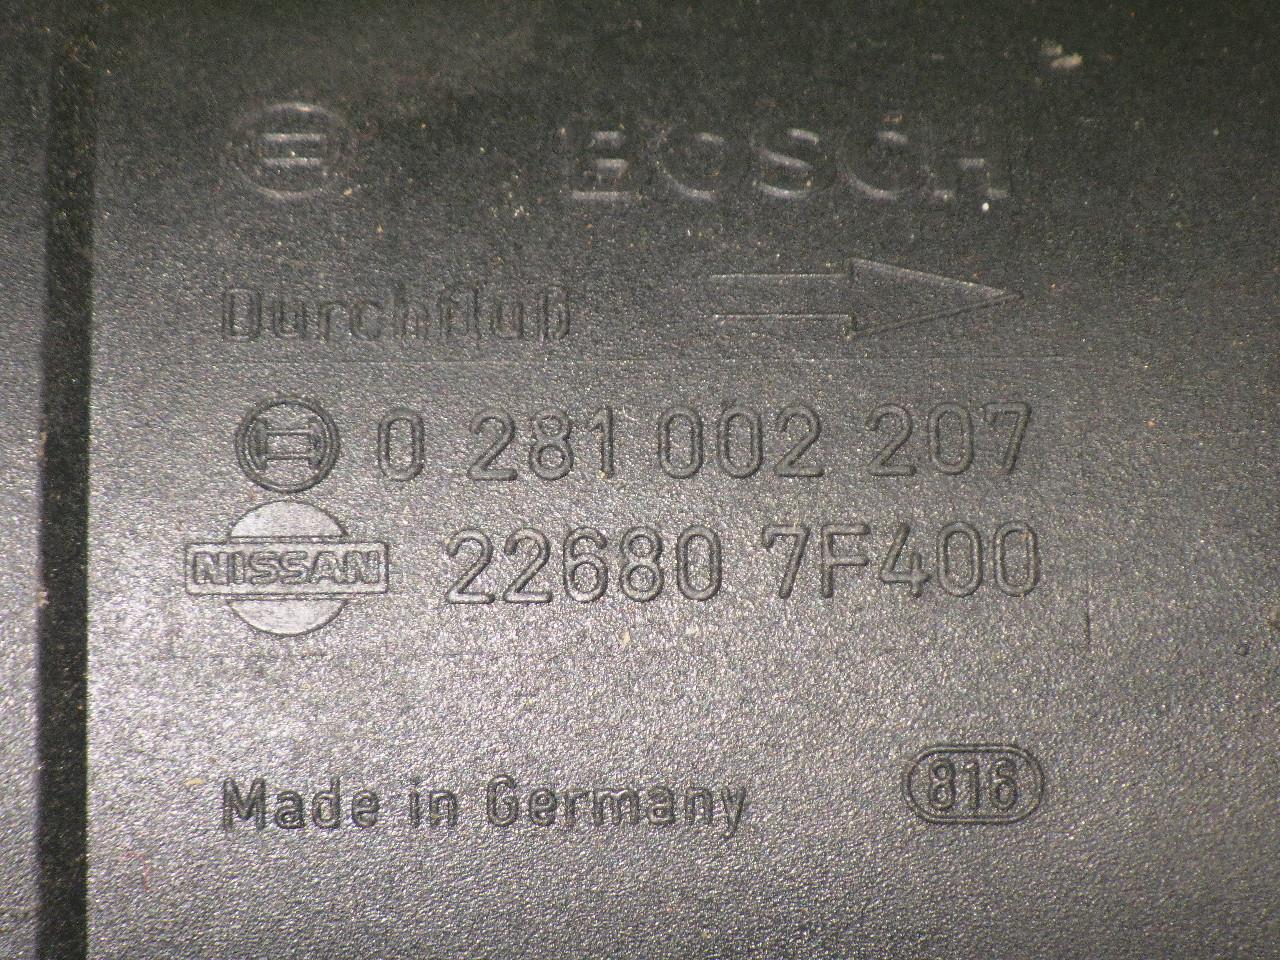 BOSCH
Durchfluß
0 281 002 207
NISSAN 22680 7F400
Made in Germany 816